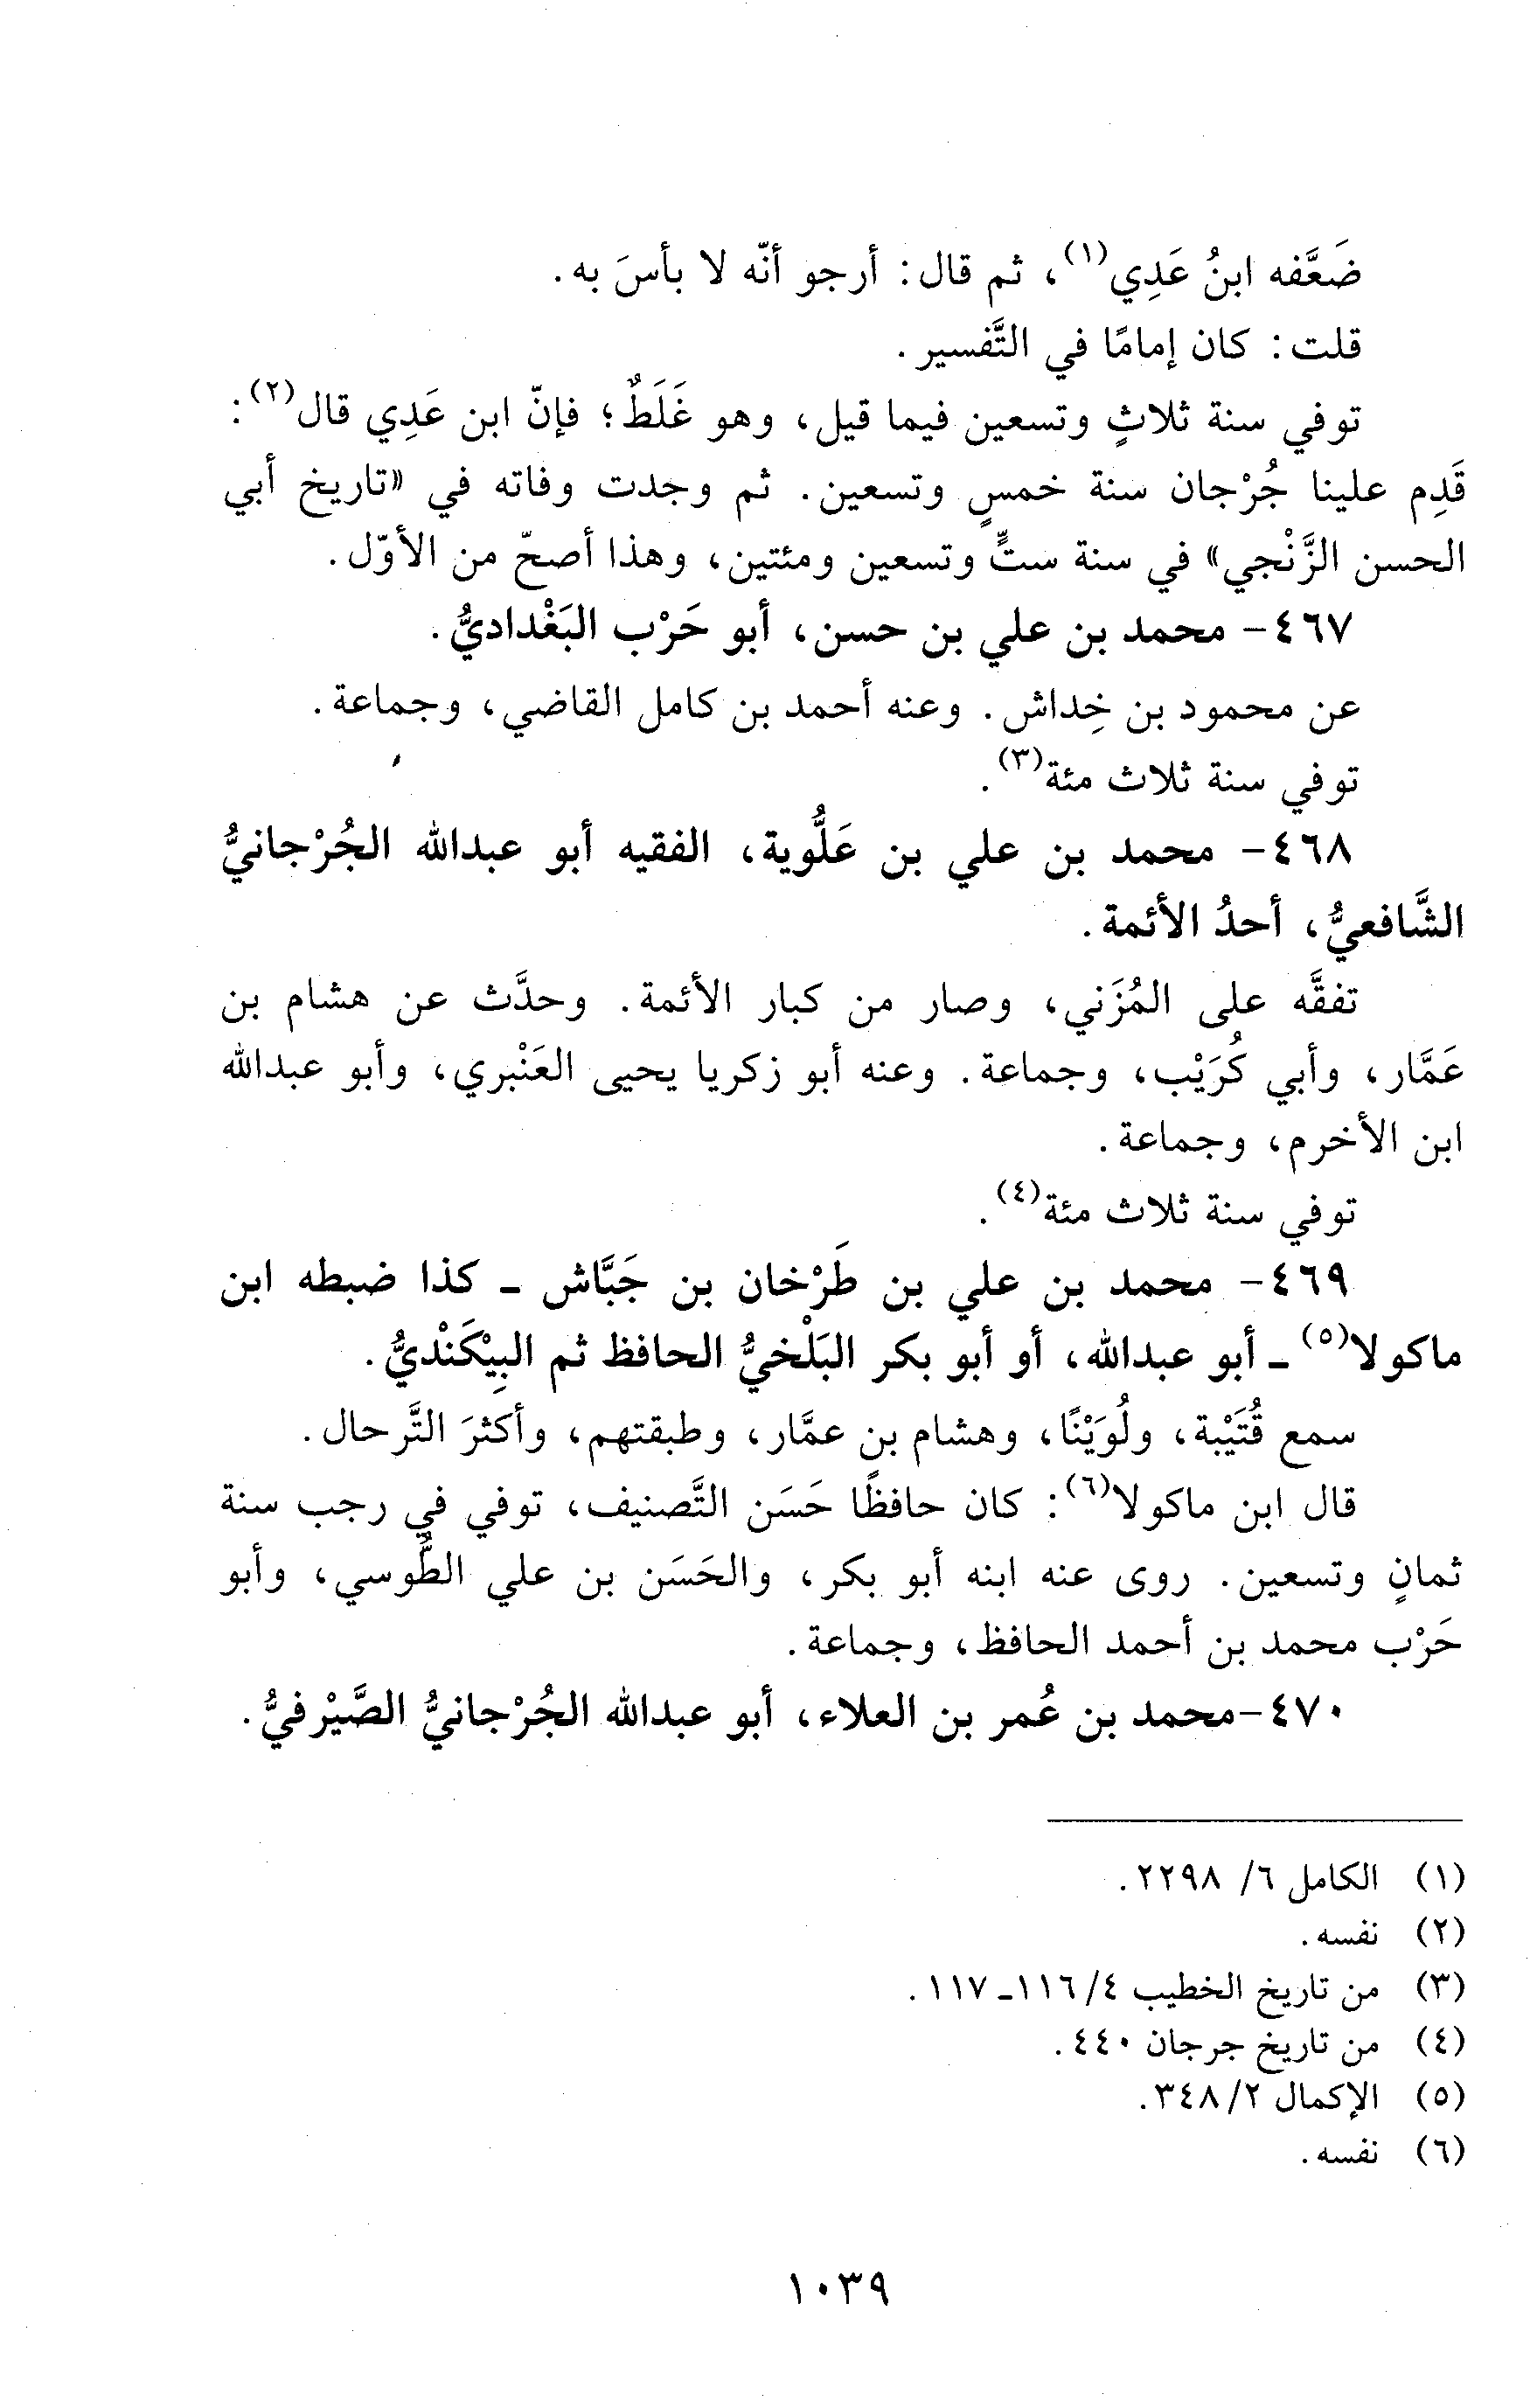 ضَعَّفه ابنُ عَدِي(١)، ثم قال: أرجو أنّه لا بأسَ به.
قلت: كان إمامًا في التَّفسير.
توفي سنة ثلاثٍ وتسعين فيما قيل، وهو غَلَطٌ؛ فإنّ ابن عَدِي قال(٢):
قَدِم علينا جُرْجان سنة خمسٍ وتسعين. ثم وجدت وفاته في «تاريخ أبي
الحسن الزَّنْجي» في سنة ستٍّ وتسعين ومئتين، وهذا أصحّ من الأوّل.
٤٦٧- محمد بن علي بن حسن، أبو حَرْب البَغْداديُّ.
عن محمود بن خِداش. وعنه أحمد بن كامل القاضي، وجماعة.
توفي سنة ثلاث مئة(٣).
٤٦٨- محمد بن علي بن عَلُّوية، الفقيه أبو عبدالله الجُرْجانيُّ
الشَّافعيُّ، أحدُ الأئمة.
تفقَّه على المُزَني، وصار من كبار الأئمة. وحدَّث عن هشام بن
عَمَّار، وأبي كُرَيْب، وجماعة. وعنه أبو زكريا يحيى العَنْبري، وأبو عبدالله
ابن الأخرم، وجماعة.
توفي سنة ثلاث مئة(٤).
٤٦٩- محمد بن علي بن طَرْخان بن جَبَّاش ـ كذا ضبطه ابن
ماكولا(٥) ـ أبو عبدالله، أو أبو بكر البَلْخيُّ الحافظ ثم البِيْكَنْديُّ.
سمع قُتَيْبة، ولُوَيْنًا، وهشام بن عمَّار، وطبقتهم، وأكثرَ التَّرحال.
قال ابن ماكولا(٦): كان حافظًا حَسَن التَّصنيف، توفي في رجب سنة
ثمانٍ وتسعين. روى عنه ابنه أبو بكر، والحَسَن بن علي الطُّوسي، وأبو
حَرْب محمد بن أحمد الحافظ، وجماعة.
٤٧٠-محمد بن عُمر بن العلاء، أبو عبدالله الجُرْجانيُّ الصَّيْرفيُّ.
(١) الكامل ٦/ ٢٢٩٨.
(٢) نفسه.
(٣) من تاريخ الخطيب ٤/ ١١٦ـ ١١٧.
(٤) من تاريخ جرجان ٤٤٠.
(٥) الإكمال ٢/ ٣٤٨.
(٦) نفسه.
١٠٣٩